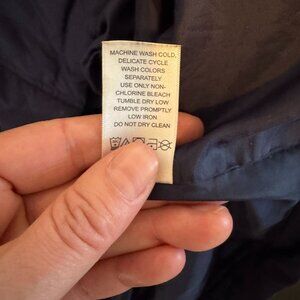 MACHINE WASH COLD,
DELICATE CYCLE
WASH COLORS
SEPARATELY
USE ONLY NON-
CHLORINE BLEACH
TUMBLE DRY LOW
REMOVE PROMPTLY
LOW IRON
DO NOT DRY CLEAN